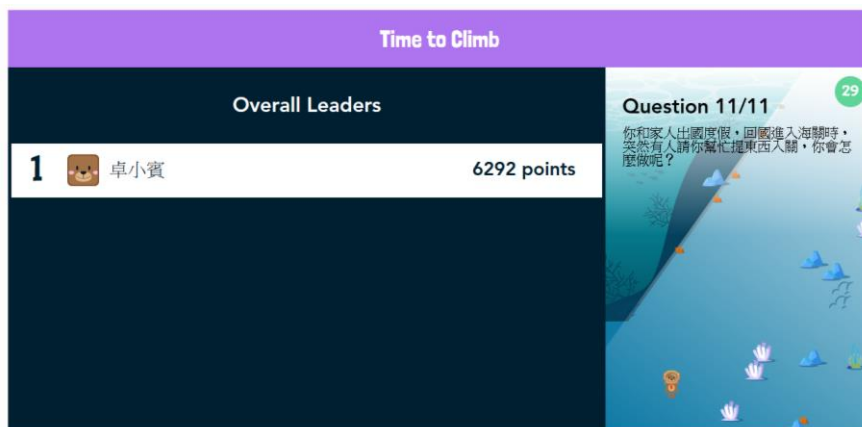 Time to Climb
Overall Leaders
1 卓小賓 6292 points
29
Question 11/11
你和家人出國度假，回國進入海關時，
突然有人請你幫忙提東西入關，你會怎
麼做呢？